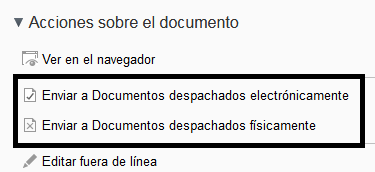 Acciones sobre el documento
Ver en el navegador
Enviar a Documentos despachados electrónicamente
Enviar a Documentos despachados físicamente
Editar fuera de línea